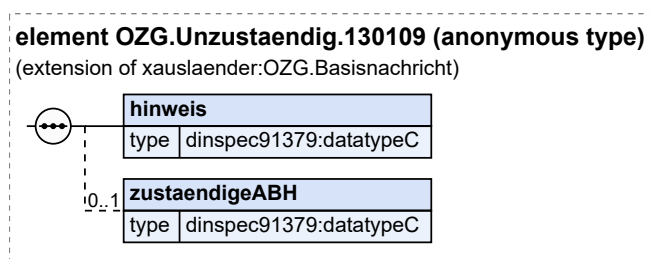 element OZG.Unzustaendig.130109 (anonymous type)
(extension of xauslaender:OZG.Basisnachricht)
hinweis
type dinspec91379:datatypeC
0..1 zustaendigeABH
type dinspec91379:datatypeC